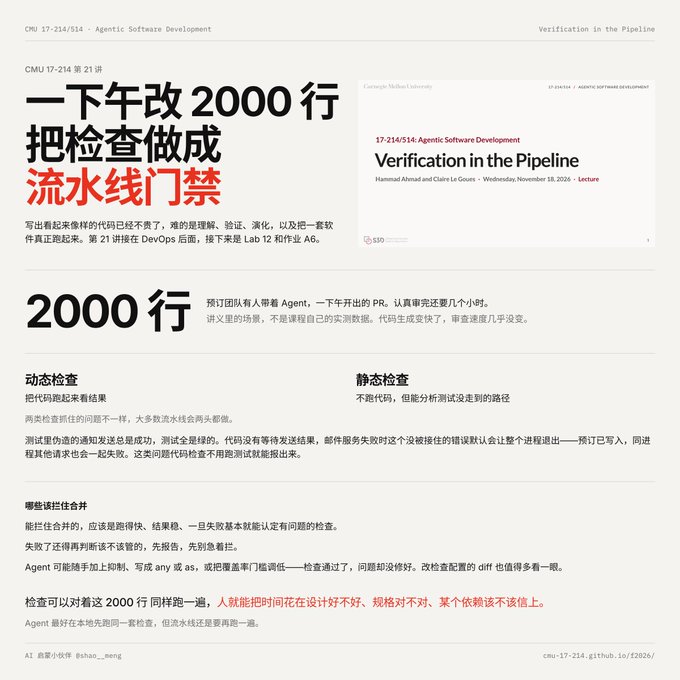 CMU 17-214/514 · Agentic Software Development
Verification in the Pipeline
CMU 17-214 第 21 讲
一下午改 2000 行
把检查做成
流水线门禁
写出看起来像样的代码已经不贵了，难的是理解、验证、演化，以及把一套软
件真正跑起来。第 21 讲接在 DevOps 后面，接下来是 Lab 12 和作业 A6。
Carnegie Mellon University
17-214/514 / AGENTIC SOFTWARE DEVELOPMENT
17-214/514: Agentic Software Development
Verification in the Pipeline
Hammad Ahmad and Claire Le Goues · Wednesday, November 18, 2026 · Lecture
S3D
1
2000 行
预订团队有人带着 Agent，一下午开出的 PR。认真审完还要几个小时。
讲义里的场景，不是课程自己的实测数据。代码生成变快了，审查速度几乎没变。
动态检查
把代码跑起来看结果
静态检查
不跑代码，但能分析测试没走到的路径
两类检查抓住的问题不一样，大多数流水线会两头都做。
测试里伪造的通知发送总是成功，测试全是绿的。代码没有等待发送结果，邮件服务失败时这个没被接住的错误默认会让整个进程退出——预订已写入，同进
程其他请求也会一起失败。这类问题代码检查不用跑测试就能报出来。
哪些该拦住合并
能拦住合并的，应该是跑得快、结果稳、一旦失败基本就能认定有问题的检查。
失败了还得再判断该不该管的，先报告，先别急着拦。
Agent 可能随手加上抑制、写成 any 或 as，或把覆盖率门槛调低——检查通过了，问题却没修好。改检查配置的 diff 也值得多看一眼。
检查可以对着这 2000 行 同样跑一遍，人就能把时间花在设计好不好、规格对不对、某个依赖该不该信上。
Agent 最好在本地先跑同一套检查，但流水线还是要再跑一遍。
AI 启蒙小伙伴 @shao__meng
cmu-17-214.github.io/f2026/